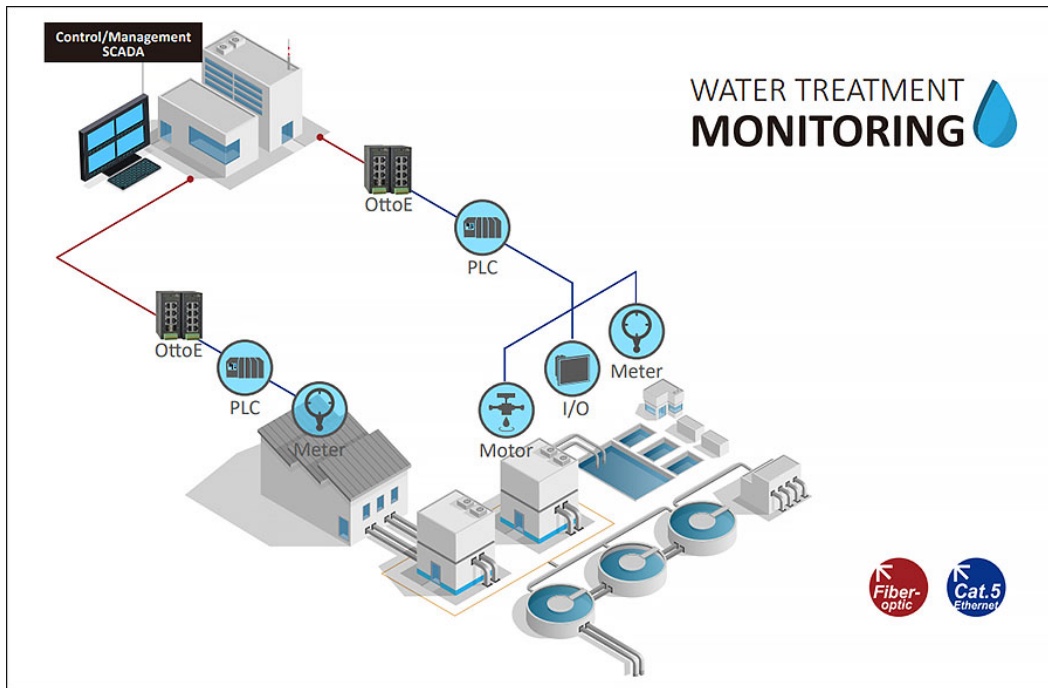 Control/Management
SCADA
WATER TREATMENT
MONITORING
OttoE
PLC
OttoE
PLC
Meter
Motor
I/O
Meter
Fiber-
optic
Cat.5
Ethernet